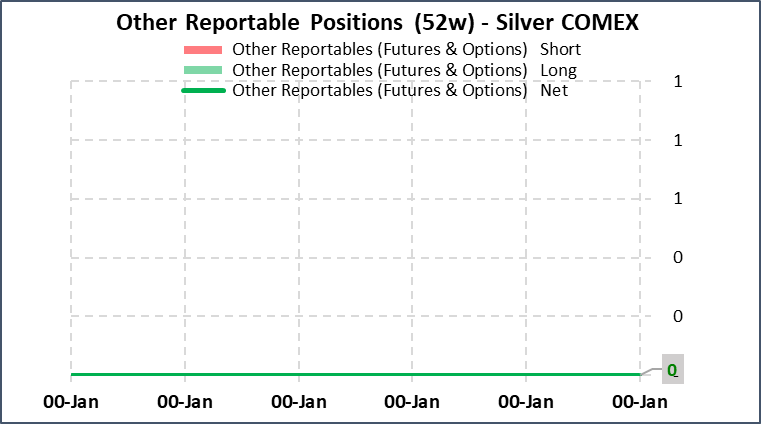 Other Reportable Positions (52w) - Silver COMEX
Other Reportables (Futures & Options) Short
Other Reportables (Futures & Options) Long
Other Reportables (Futures & Options) Net
1
1
1
0
0
0
-
00-Jan 00-Jan 00-Jan 00-Jan 00-Jan 00-Jan